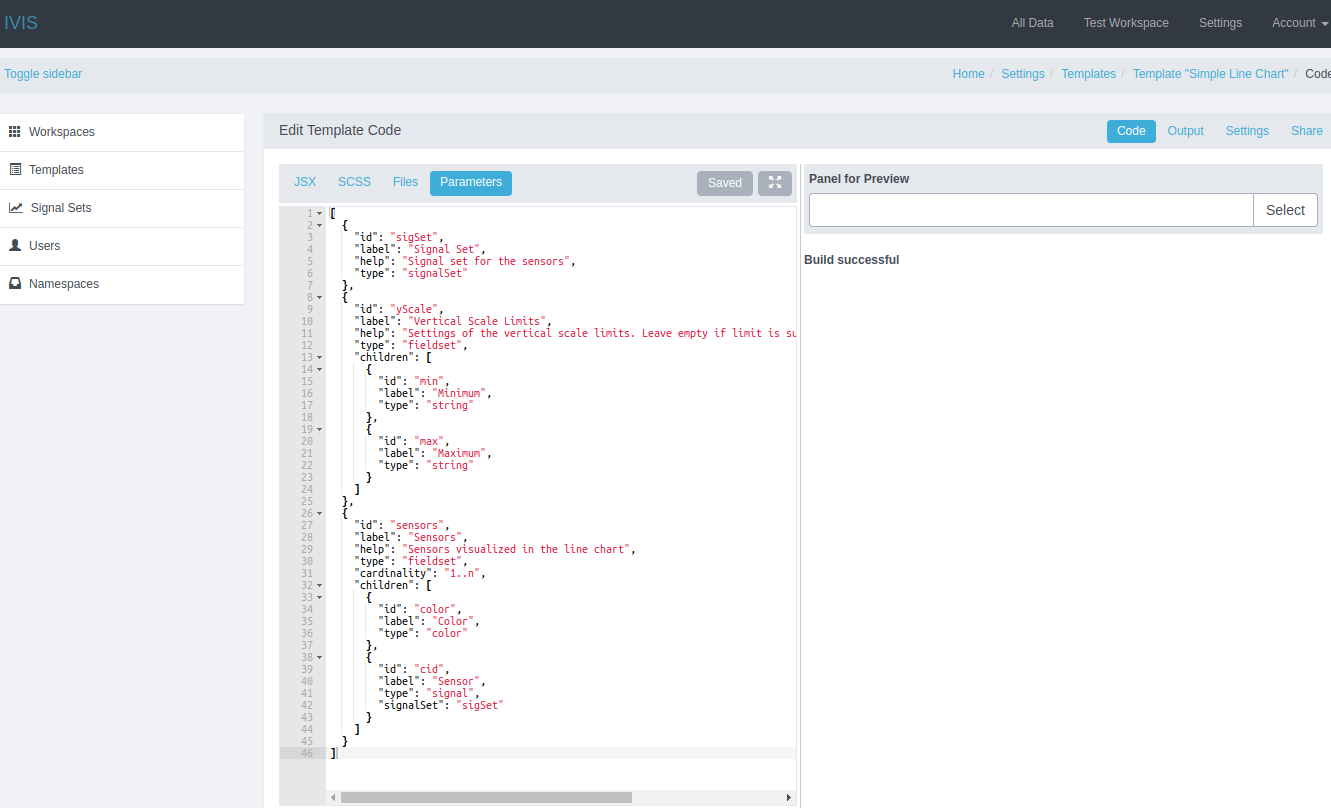 IVIS
All Data Test Workspace Settings Account
Toggle sidebar
Home / Settings / Templates / Template "Simple Line Chart" / Code
Workspaces
Templates
Signal Sets
Users
Namespaces
Edit Template Code
Code Output Settings Share
JSX SCSS Files Parameters Saved
1 [
2 {
3 "id": "sigSet",
4 "label": "Signal Set",
5 "help": "Signal set for the sensors",
6 "type": "signalSet"
7 },
8 {
9 "id": "yScale",
10 "label": "Vertical Scale Limits",
11 "help": "Settings of the vertical scale limits. Leave empty if limit is su
12 "type": "fieldset",
13 "children": [
14 {
15 "id": "min",
16 "label": "Minimum",
17 "type": "string"
18 },
19 {
20 "id": "max",
21 "label": "Maximum",
22 "type": "string"
23 }
24 ]
25 },
26 {
27 "id": "sensors",
28 "label": "Sensors",
29 "help": "Sensors visualized in the line chart",
30 "type": "fieldset",
31 "cardinality": "1..n",
32 "children": [
33 {
34 "id": "color",
35 "label": "Color",
36 "type": "color"
37 },
38 {
39 "id": "cid",
40 "label": "Sensor",
41 "type": "signal",
42 "signalSet": "sigSet"
43 }
44 ]
45 }
46 ]
Panel for Preview
Select
Build successful